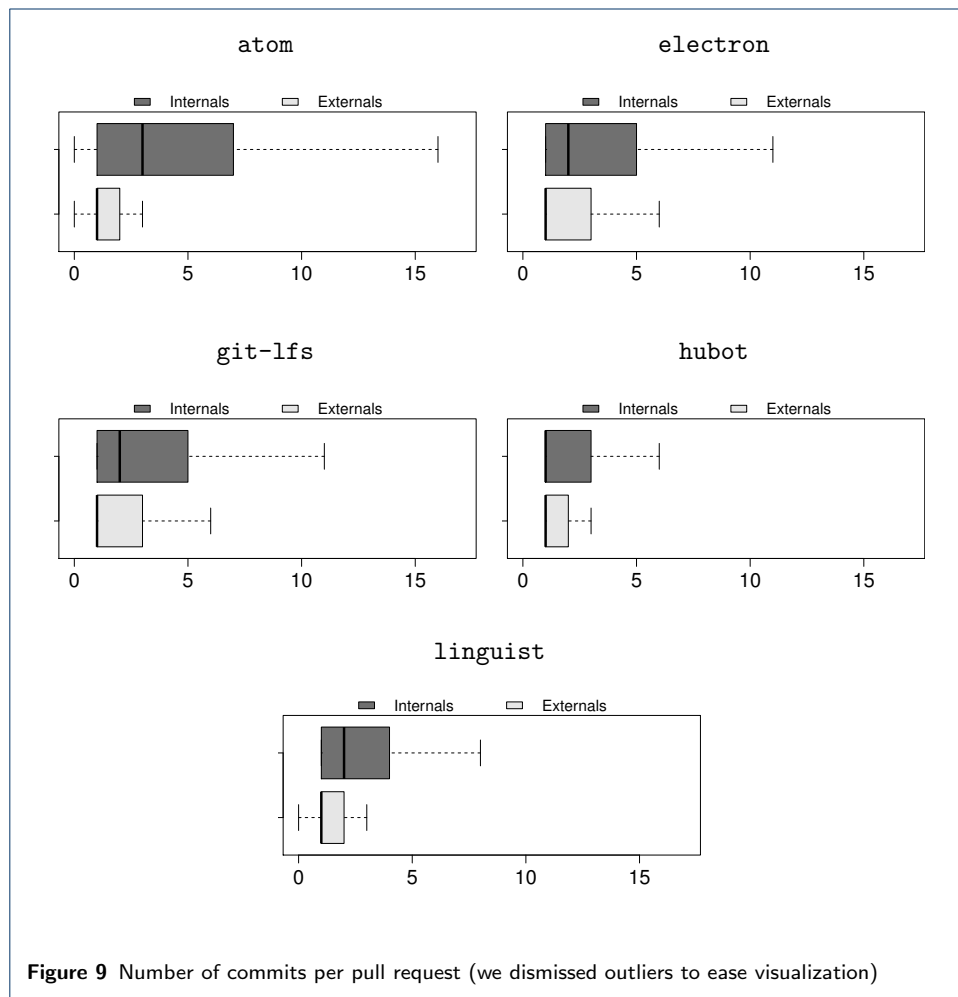 atom
Internals Externals
0 5 10 15
electron
Internals Externals
0 5 10 15
git-lfs
Internals Externals
0 5 10 15
hubot
Internals Externals
0 5 10 15
linguist
Internals Externals
0 5 10 15
Figure 9 Number of commits per pull request (we dismissed outliers to ease visualization)